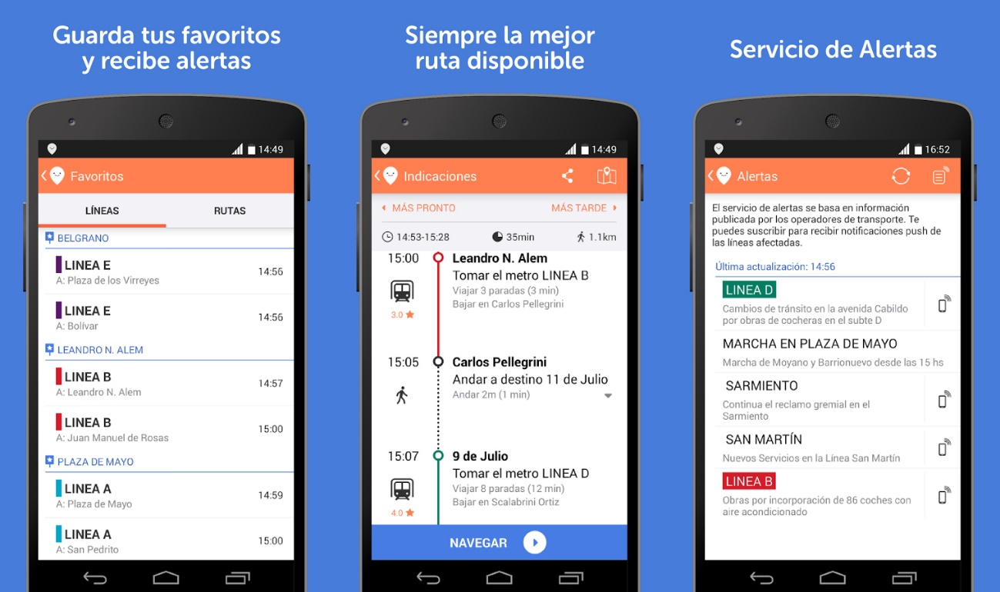 Guarda tus favoritos
y recibe alertas
14:49
Favoritos
LÍNEAS
RUTAS
BELGRANO
LINEA E
14:56
A: Plaza de los Virreyes
LINEA E
14:56
A: Bolívar
LEANDRO N. ALEM
LINEA B
14:57
A: Leandro N. Alem
LINEA B
15:00
A: Juan Manuel de Rosas
PLAZA DE MAYO
LINEA A
14:59
A: Plaza de Mayo
LINEA A
15:00
A: San Pedrito
Siempre la mejor
ruta disponible
14:49
Indicaciones
MÁS PRONTO
MÁS TARDE
14:53-15:28
35min
1.1km
15:00
Leandro N. Alem
Tomar el metro LINEA B
Viajar 3 paradas (3 min)
Bajar en Carlos Pellegrini
3.0
15:05
Carlos Pellegrini
Andar a destino 11 de Julio
Andar 2m (1 min)
15:07
9 de Julio
Tomar el metro LINEA D
Viajar 8 paradas (12 min)
Bajar en Scalabrini Ortiz
4.0
NAVEGAR
Servicio de Alertas
16:52
Alertas
El servicio de alertas se basa en información
publicada por los operadores de transporte. Te
puedes suscribir para recibir notificaciones push de
las líneas afectadas.
Última actualización: 14:56
LINEA D
Cambios de tránsito en la avenida Cabildo
por obras de cocheras en el subte D
MARCHA EN PLAZA DE MAYO
Marcha de Moyano y Barrionuevo desde las 15 hs
SARMIENTO
Continua el reclamo gremial en el
Sarmiento
SAN MARTÍN
Nuevos Servicios en la Línea San Martín
LINEA B
Obras por incorporación de 86 coches con
aire acondicionado